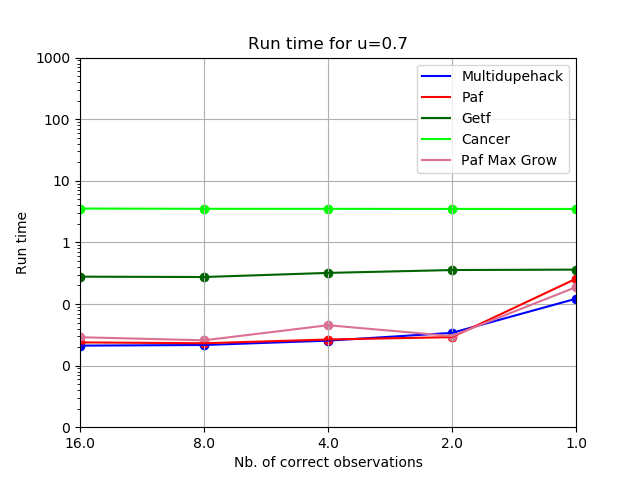 Run time for u=0.7
1000
100
10
1
0
0
0
Run time
Multidupehack
Paf
Getf
Cancer
Paf Max Grow
16.0 8.0 4.0 2.0 1.0
Nb. of correct observations